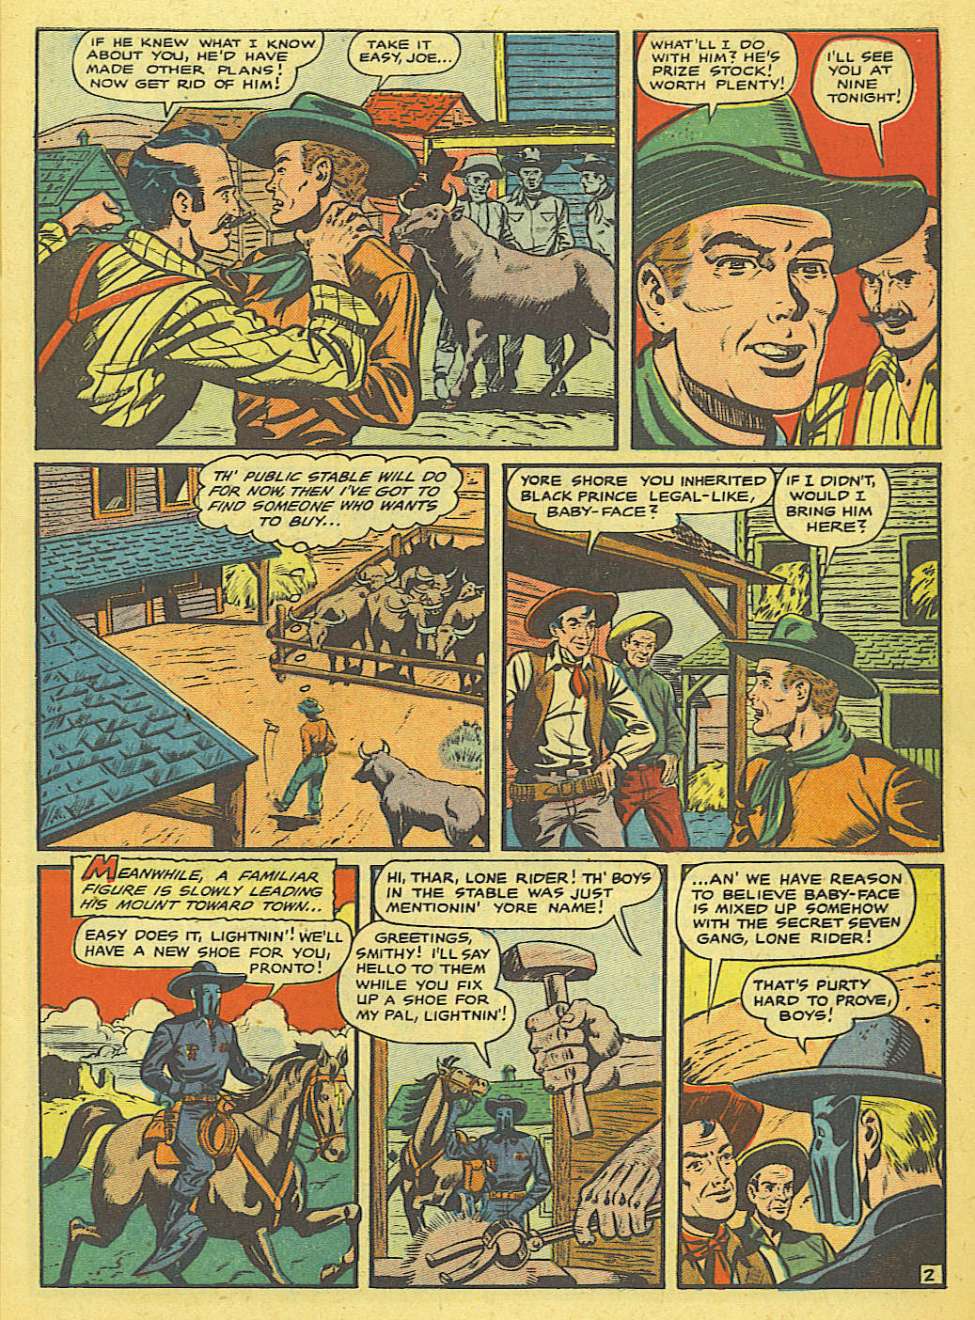 IF HE KNEW WHAT I KNOW
ABOUT YOU, HE'D HAVE
MADE OTHER PLANS!
NOW GET RID OF HIM!
TAKE IT
EASY, JOE...
WHAT'LL I DO
WITH HIM? HE'S
PRIZE STOCK!
WORTH PLENTY!
I'LL SEE
YOU AT
NINE
TONIGHT!
TH' PUBLIC STABLE WILL DO
FOR NOW, THEN I'VE GOT TO
FIND SOMEONE WHO WANTS
TO BUY...
YORE SHORE YOU INHERITED
BLACK PRINCE LEGAL-LIKE,
BABY-FACE?
IF I DIDN'T,
WOULD I
BRING HIM
HERE?
MEANWHILE, A FAMILIAR
FIGURE IS SLOWLY LEADING
HIS MOUNT TOWARD TOWN...
EASY DOES IT, LIGHTNIN'! WE'LL
HAVE A NEW SHOE FOR YOU,
PRONTO!
HI, THAR, LONE RIDER! TH' BOYS
IN THE STABLE WAS JUST
MENTIONIN' YORE NAME!
GREETINGS,
SMITHY! I'LL SAY
HELLO TO THEM
WHILE YOU FIX
UP A SHOE FOR
MY PAL, LIGHTNIN'!
...AN' WE HAVE REASON
TO BELIEVE BABY-FACE
IS MIXED UP SOMEHOW
WITH THE SECRET SEVEN
GANG, LONE RIDER!
THAT'S PURTY
HARD TO PROVE,
BOYS!
2